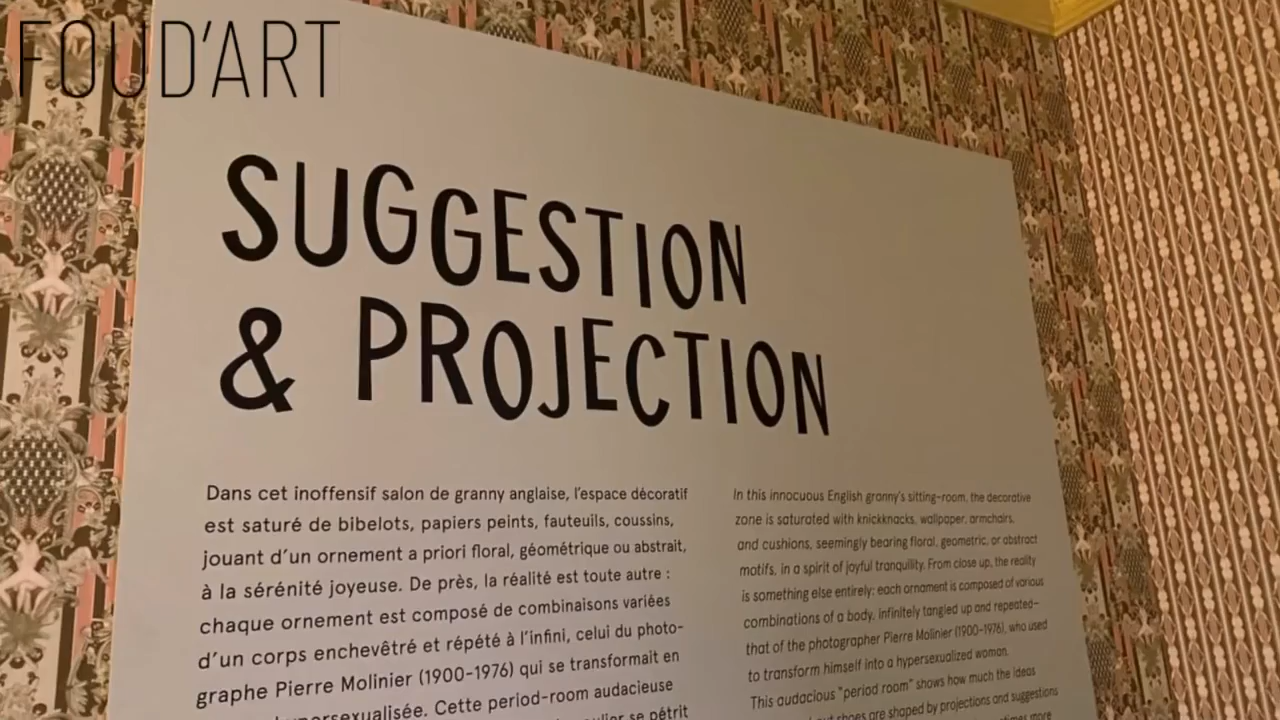 FOUD'ART
SUGGESTION
& PROJECTION
Dans cet inoffensif salon de granny anglaise, l'espace décoratif
est saturé de bibelots, papiers peints, fauteuils, coussins,
jouant d'un ornement a priori floral, géométrique ou abstrait,
à la sérénité joyeuse. De près, la réalité est toute autre :
chaque ornement est composé de combinaisons variées
d'un corps enchevêtré et répété à l'infini, celui du photo-
graphe Pierre Molinier (1900-1976) qui se transformait en
hypersexualisée. Cette period-room audacieuse
se pétrit
In this innocuous English granny's sitting-room, the decorative
zone is saturated with knickknacks, wallpaper, armchairs,
and cushions, seemingly bearing floral, geometric, or abstract
motifs, in a spirit of joyful tranquility. From close up, the reality
is something else entirely: each ornament is composed of various
combinations of a body, infinitely tangled up and repeated–
that of the photographer Pierre Molinier (1900-1976), who used
to transform himself into a hypersexualized woman.
This audacious "period room" shows how much the ideas
shoes are shaped by projections and suggestions
more